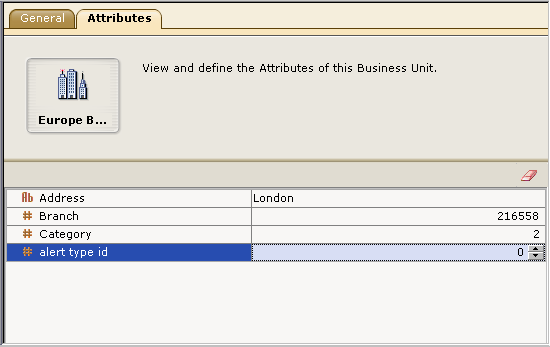 General Attributes
View and define the Attributes of this Business Unit.
Europe B...
Ab Address London
# Branch 216558
# Category 2
# alert type id 0